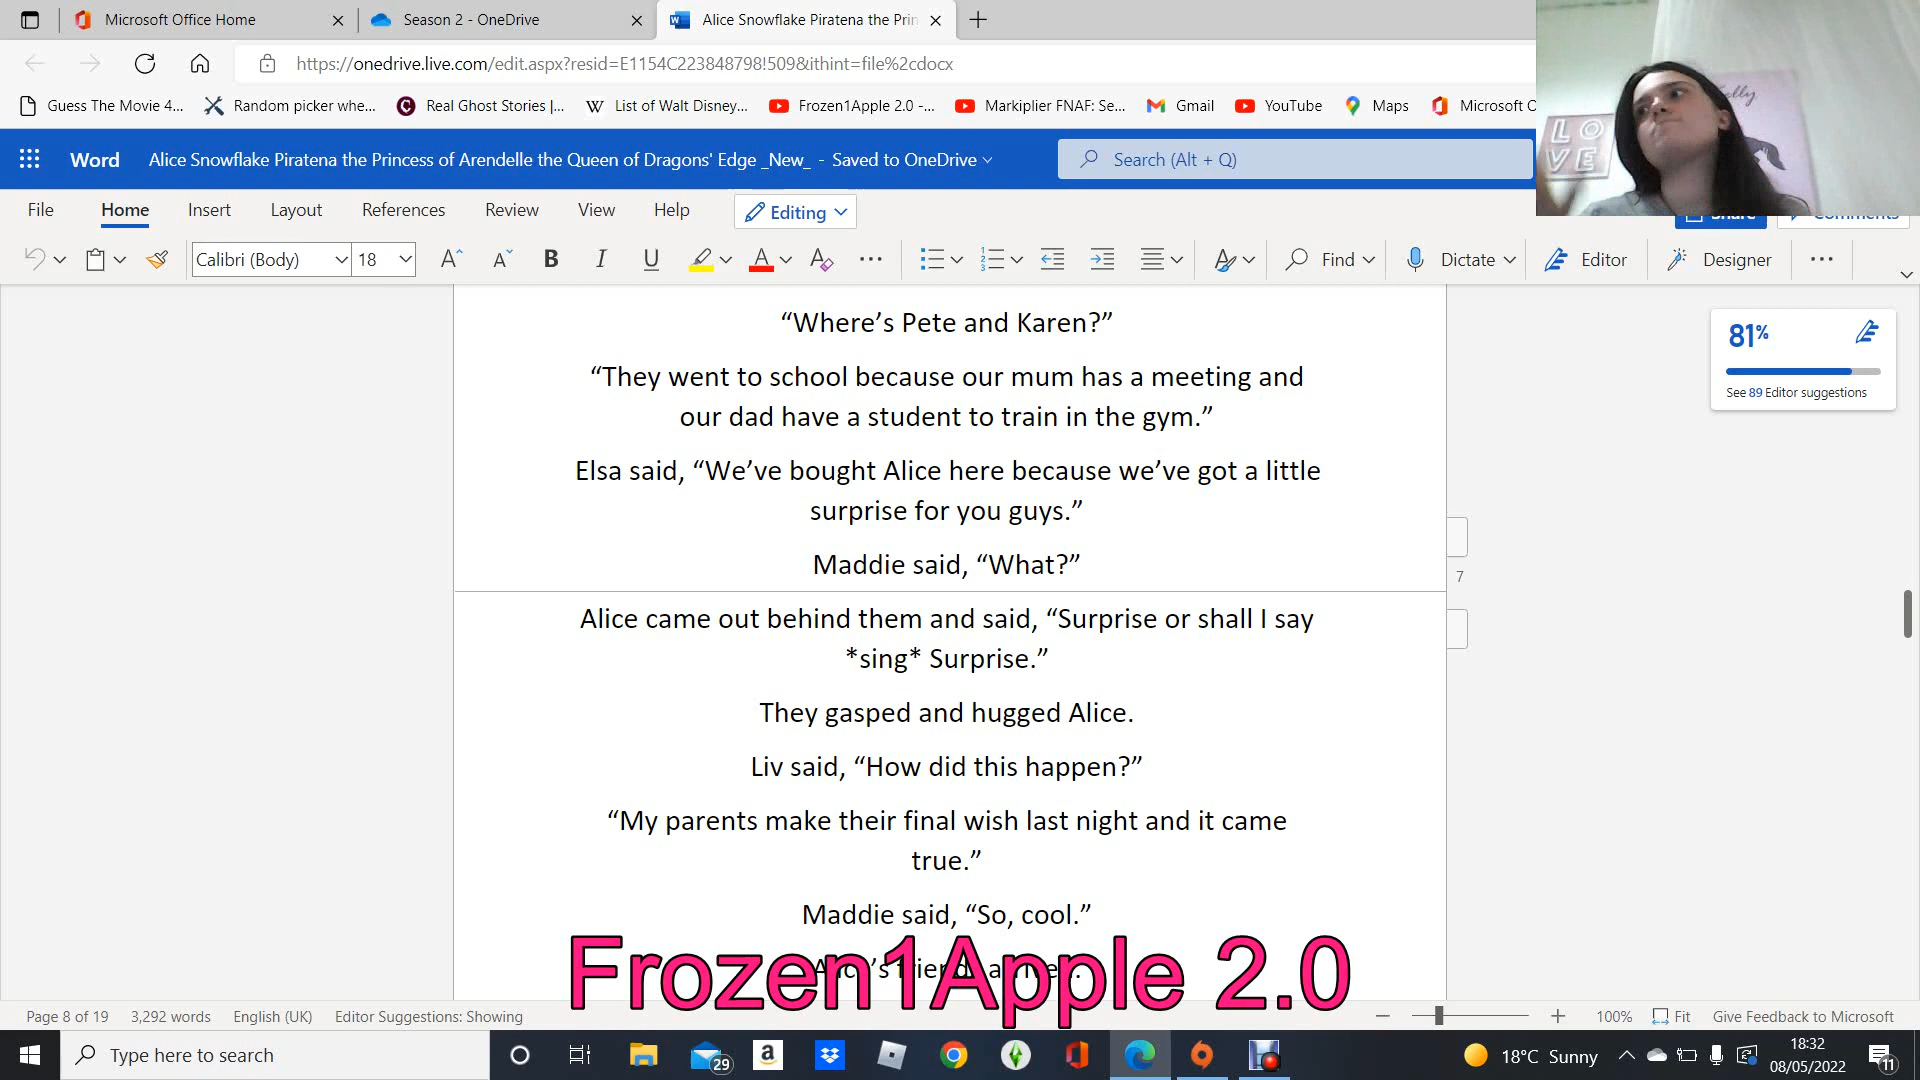 Microsoft Office Home
Season 2 - OneDrive
Alice Snowflake Piratena the Prin
https://onedrive.live.com/edit.aspx?resid=E1154C223848798!509&ithint=file%2cdocx
Guess The Movie 4...
Random picker whe...
Real Ghost Stories |...
List of Walt Disney...
Frozen1Apple 2.0 -...
Markiplier FNAF: Se...
Gmail
YouTube
Maps
Microsoft O
LO
VE
Word
Alice Snowflake Piratena the Princess of Arendelle the Queen of Dragons' Edge _New_ - Saved to OneDrive
Search (Alt + Q)
File Home Insert Layout References Review View Help
Editing
Share
Comments
Calibri (Body) 18
Find
Dictate
Editor
Designer
“Where’s Pete and Karen?”
“They went to school because our mum has a meeting and
our dad have a student to train in the gym.”
Elsa said, “We’ve bought Alice here because we’ve got a little
surprise for you guys.”
Maddie said, “What?”
7
Alice came out behind them and said, “Surprise or shall I say
*sing* Surprise.”
They gasped and hugged Alice.
Liv said, “How did this happen?”
“My parents make their final wish last night and it came
true.”
Maddie said, “So, cool.”
81%
See 89 Editor suggestions
Frozen1Apple 2.0
Page 8 of 19 3,292 words English (UK) Editor Suggestions: Showing
100% Fit Give Feedback to Microsoft
Type here to search
29
18°C Sunny
18:32
08/05/2022
11